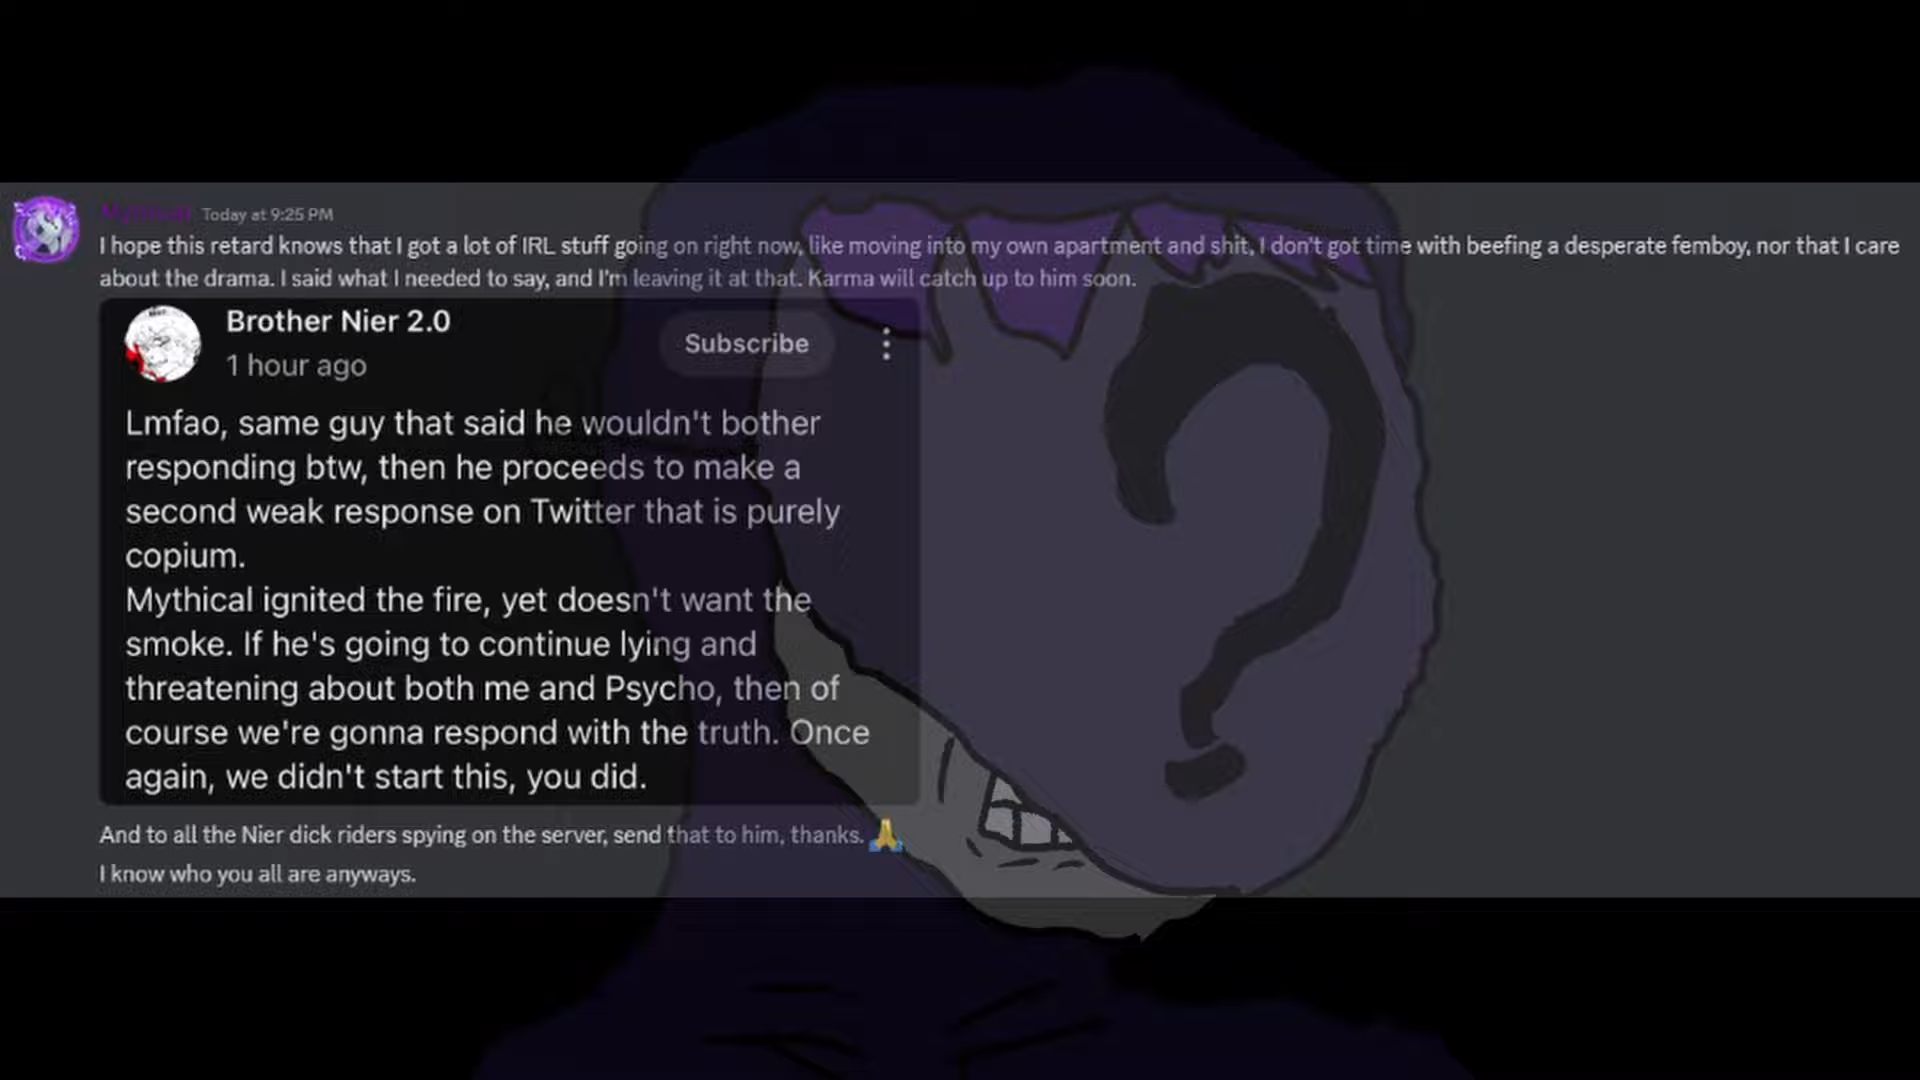 Mythical Today at 9:25 PM
I hope this retard knows that I got a lot of IRL stuff going on right now, like moving into my own apartment and shit, I don't got time with beefing a desperate femboy, nor that I care
about the drama. I said what I needed to say, and I'm leaving it at that. Karma will catch up to him soon.
Brother Nier 2.0
Subscribe
1 hour ago
Lmfao, same guy that said he wouldn't bother
responding btw, then he proceeds to make a
second weak response on Twitter that is purely
copium.
Mythical ignited the fire, yet doesn't want the
smoke. If he's going to continue lying and
threatening about both me and Psycho, then of
course we're gonna respond with the truth. Once
again, we didn't start this, you did.
And to all the Nier dick riders spying on the server, send that to him, thanks. 🙏
I know who you all are anyways.
?